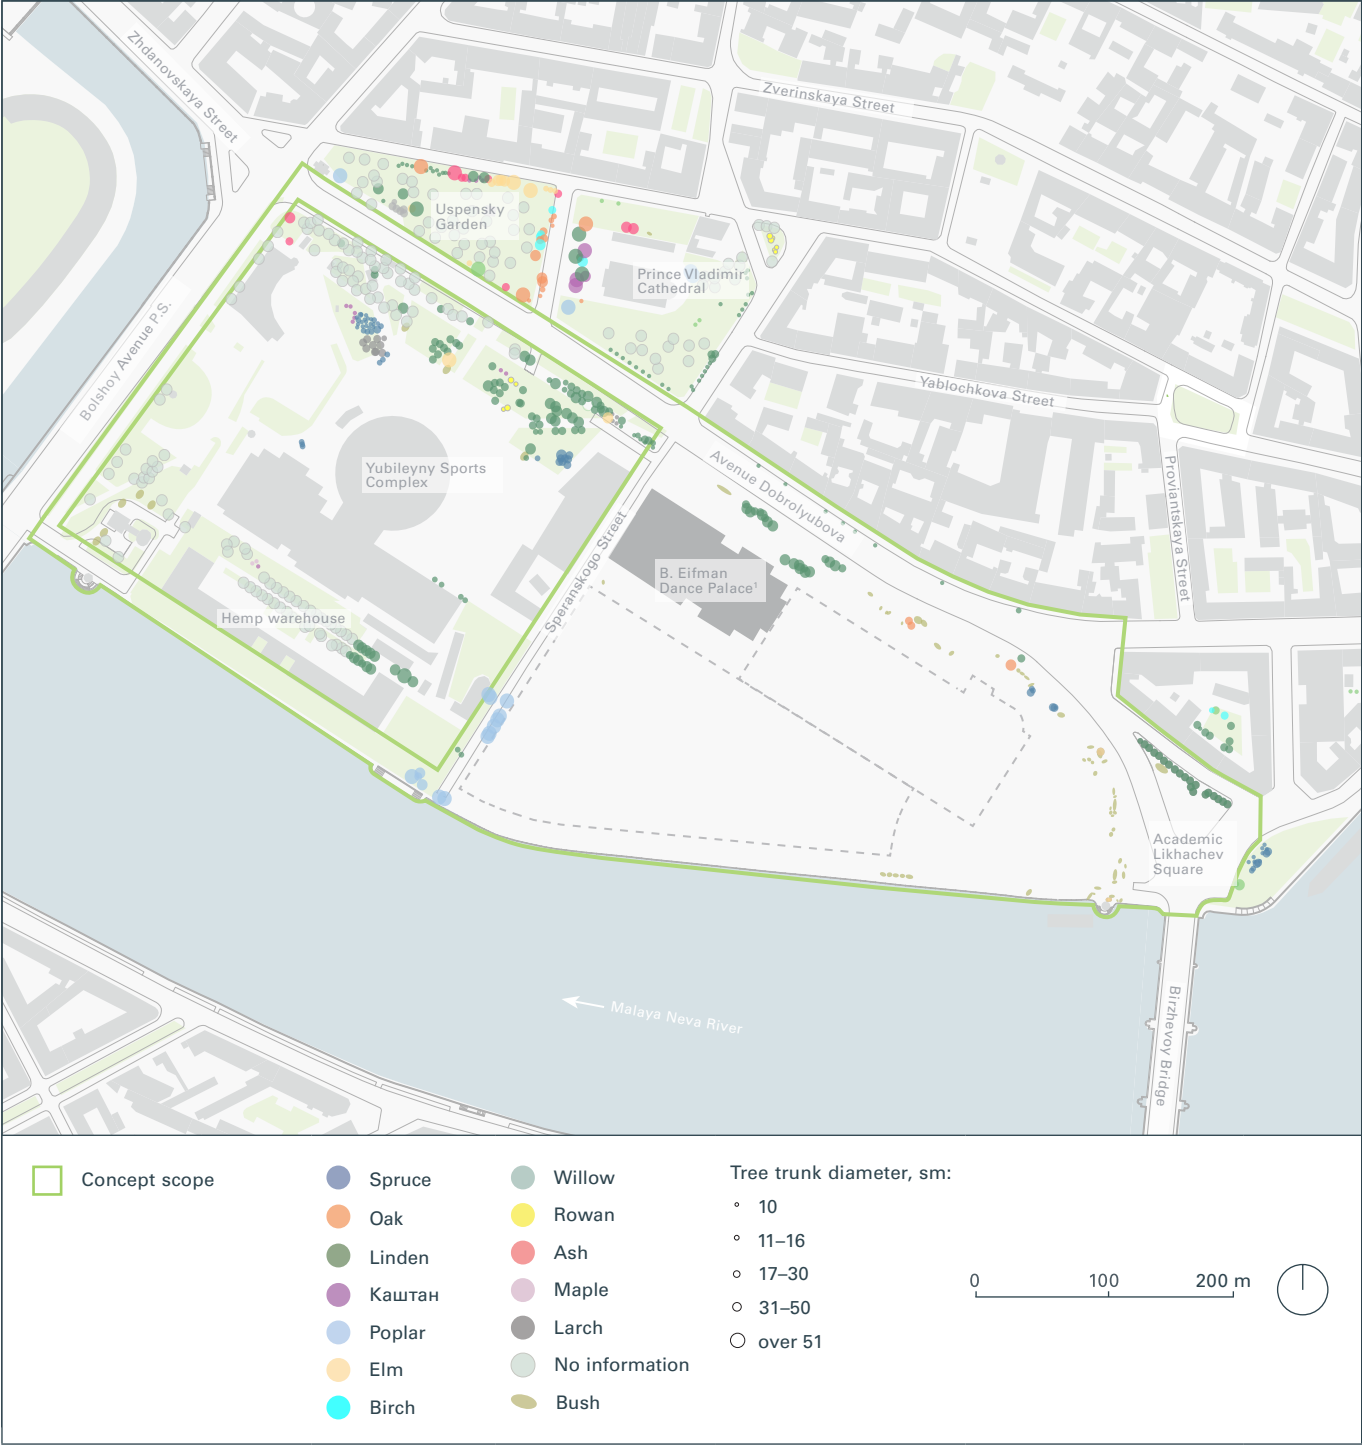 Zhdanovskaya Street
Zverinskaya Street
Uspensky
Garden
Prince Vladimir
Cathedral
Bolshoy Avenue P.S.
Yablochkova Street
Yubileyny Sports
Complex
Avenue Dobrolyubova
Proviantskaya Street
Speranskogo Street
B. Eifman
Dance Palace¹
Hemp warehouse
Academic
Likhachev
Square
Malaya Neva River
Birzhevoy Bridge
Concept scope
Spruce
Oak
Linden
Каштан
Poplar
Elm
Birch
Willow
Rowan
Ash
Maple
Larch
No information
Bush
Tree trunk diameter, sm:
10
11–16
17–30
31–50
over 51
0 100 200 m